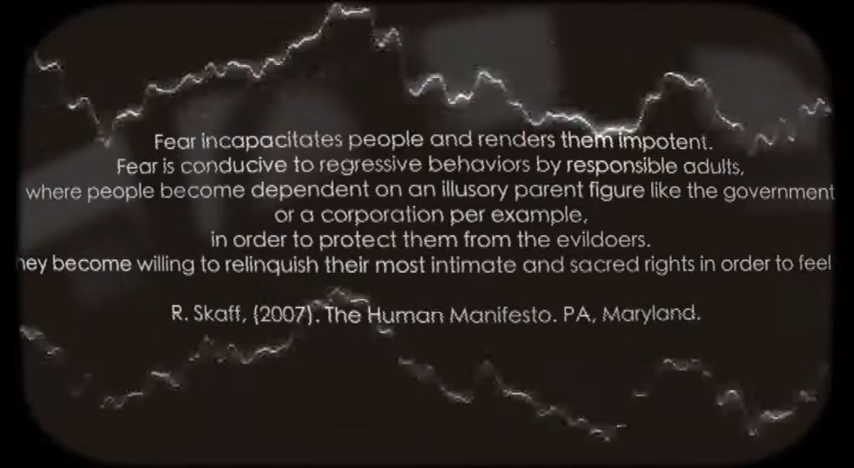 Fear incapacitates people and renders them impotent.
Fear is conducive to regressive behaviors by responsible adults,
where people become dependent on an illusory parent figure like the government
or a corporation per example,
in order to protect them from the evildoers.
hey become willing to relinquish their most intimate and sacred rights in order to feel
R. Skaff, (2007). The Human Manifesto. PA, Maryland.